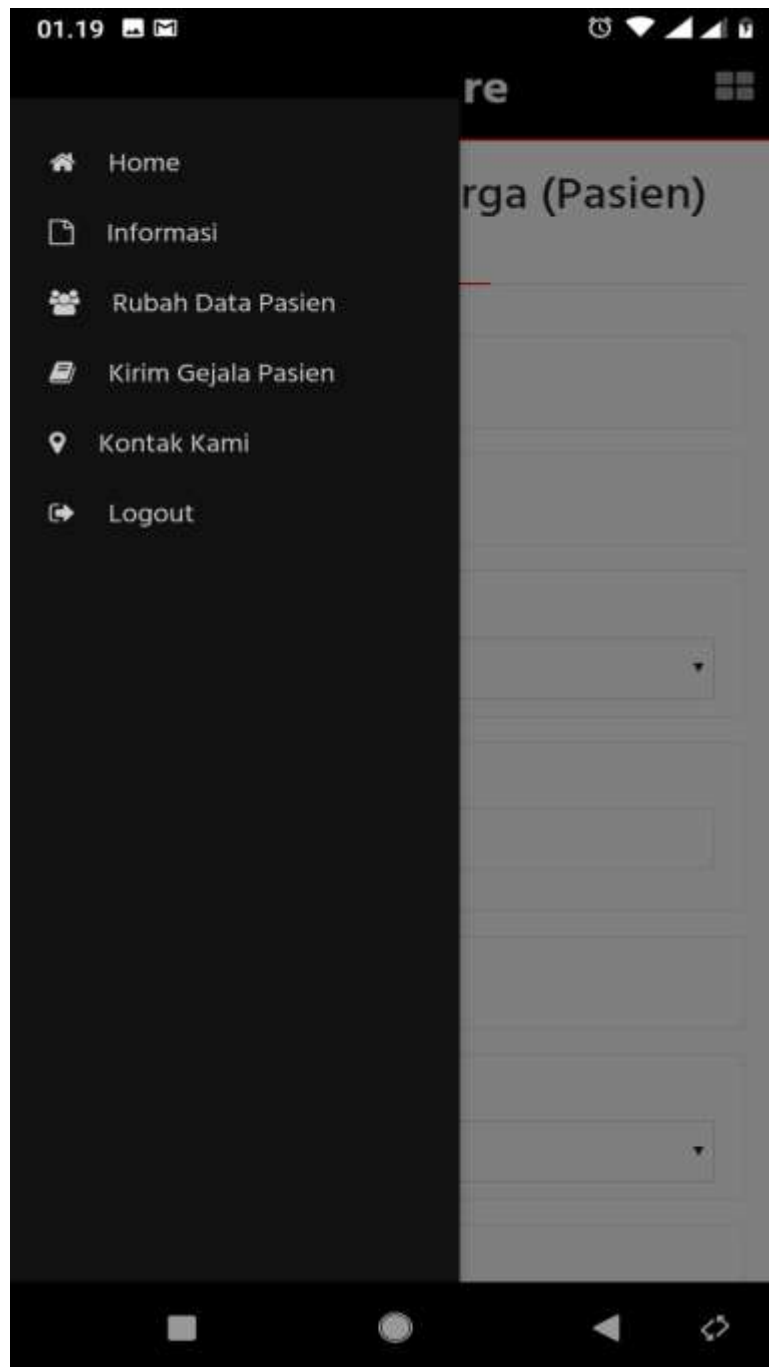 01.19
re
Home
rga (Pasien)
Informasi
Rubah Data Pasien
Kirim Gejala Pasien
Kontak Kami
Logout